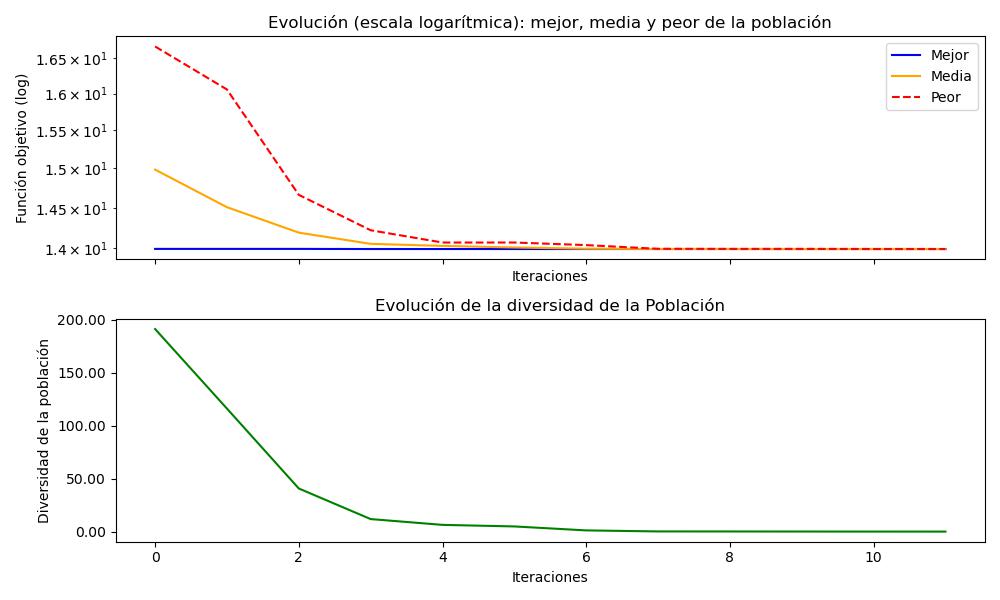 Evolución (escala logarítmica): mejor, media y peor de la población
Función objetivo (log)
1.65 × 10¹
1.6 × 10¹
1.55 × 10¹
1.5 × 10¹
1.45 × 10¹
1.4 × 10¹
Mejor
Media
Peor
Iteraciones
Evolución de la diversidad de la Población
Diversidad de la población
200.00
150.00
100.00
50.00
0.00
0 2 4 6 8 10
Iteraciones